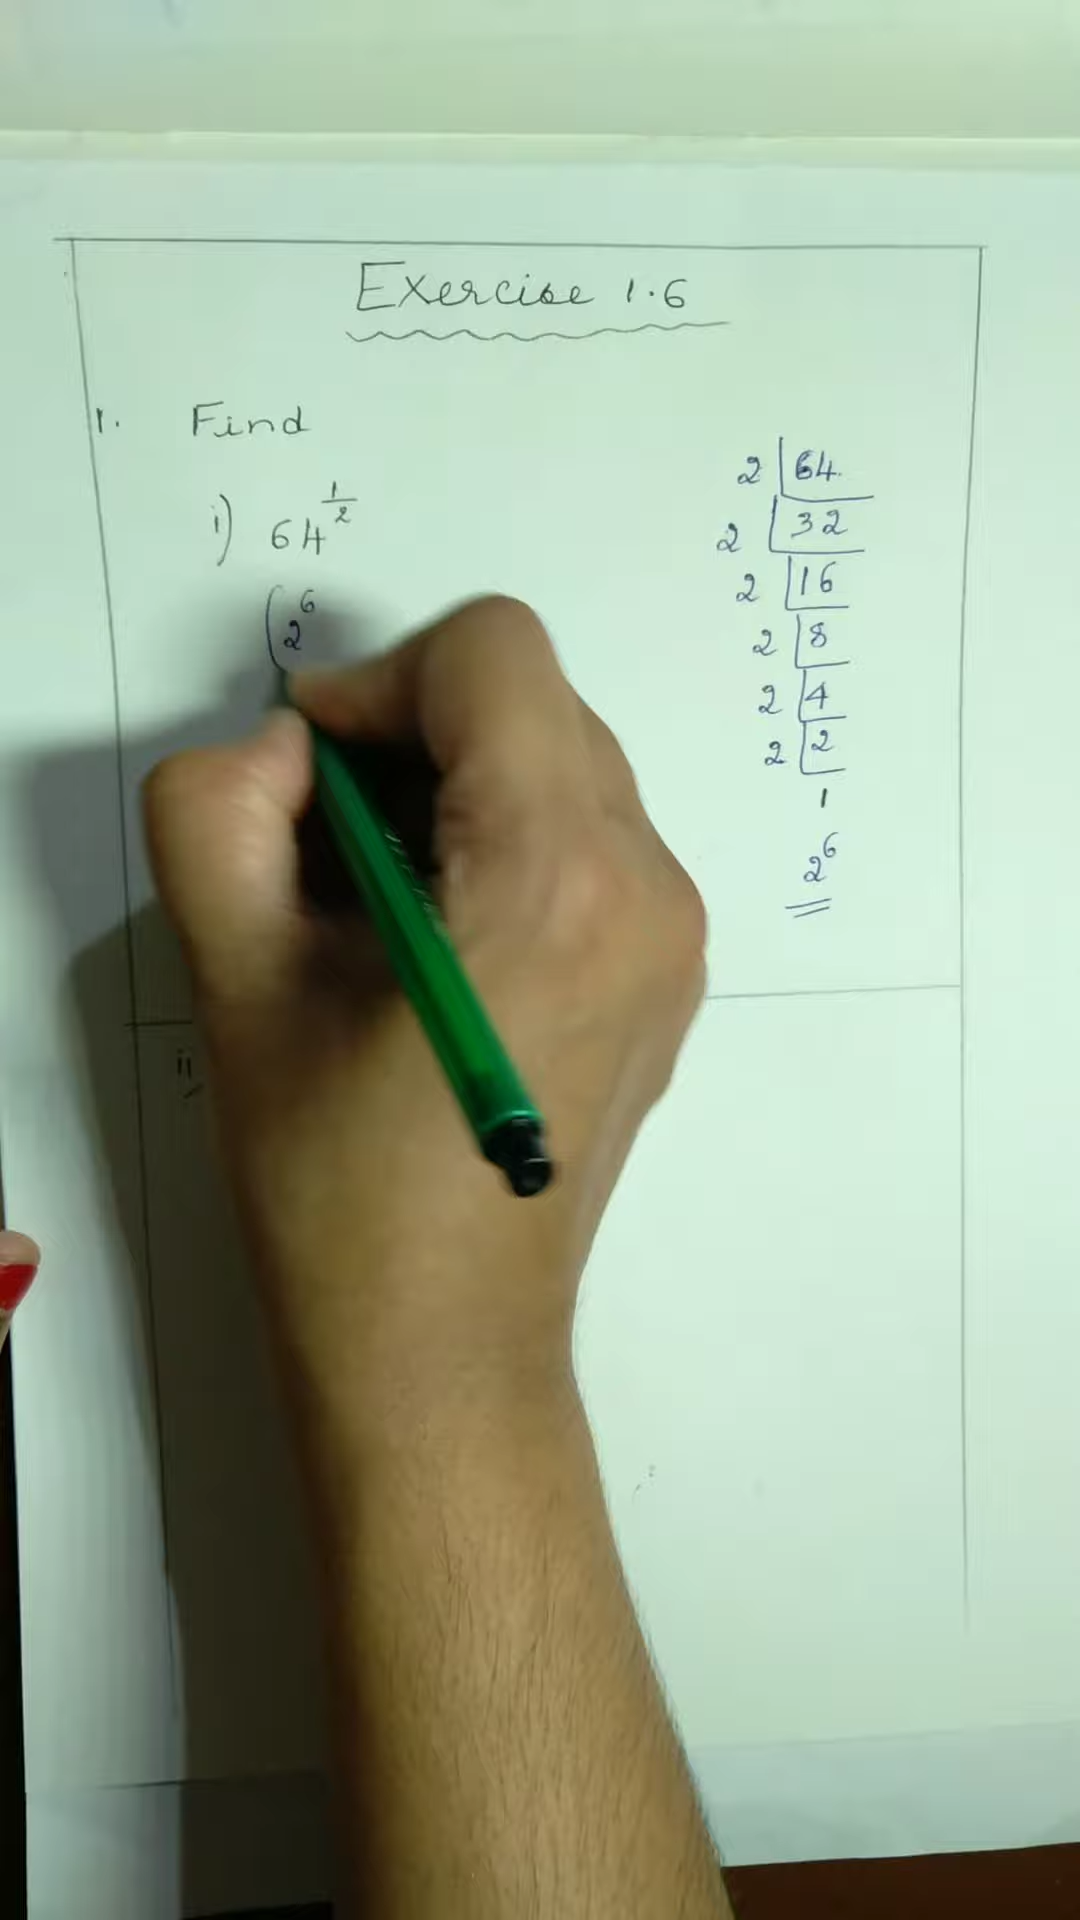 Exercise 1.6
1. Find
i) 64^(1/2)
(2^6
2 64
2 32
2 16
2 8
2 4
2 2
1
2^6
ii